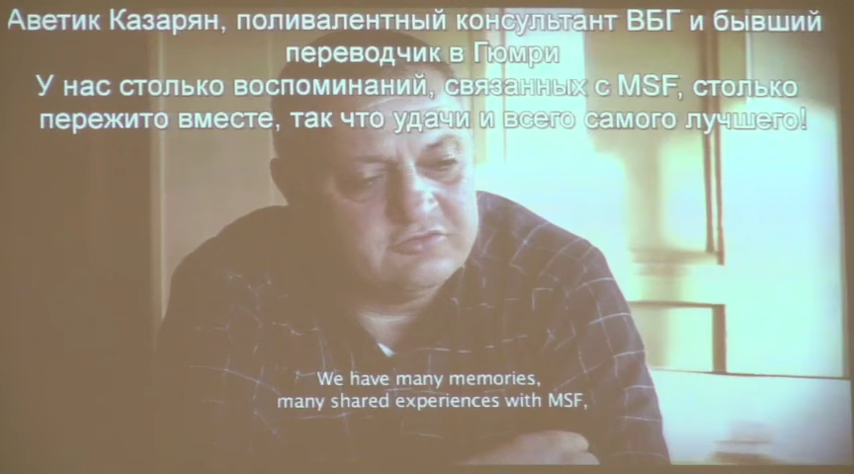 Аветик Казарян, поливалентный консультант ВБГ и бывший
переводчик в Гюмри
У нас столько воспоминаний, связанных с MSF, столько
пережито вместе, так что удачи и всего самого лучшего!
We have many memories,
many shared experiences with MSF,